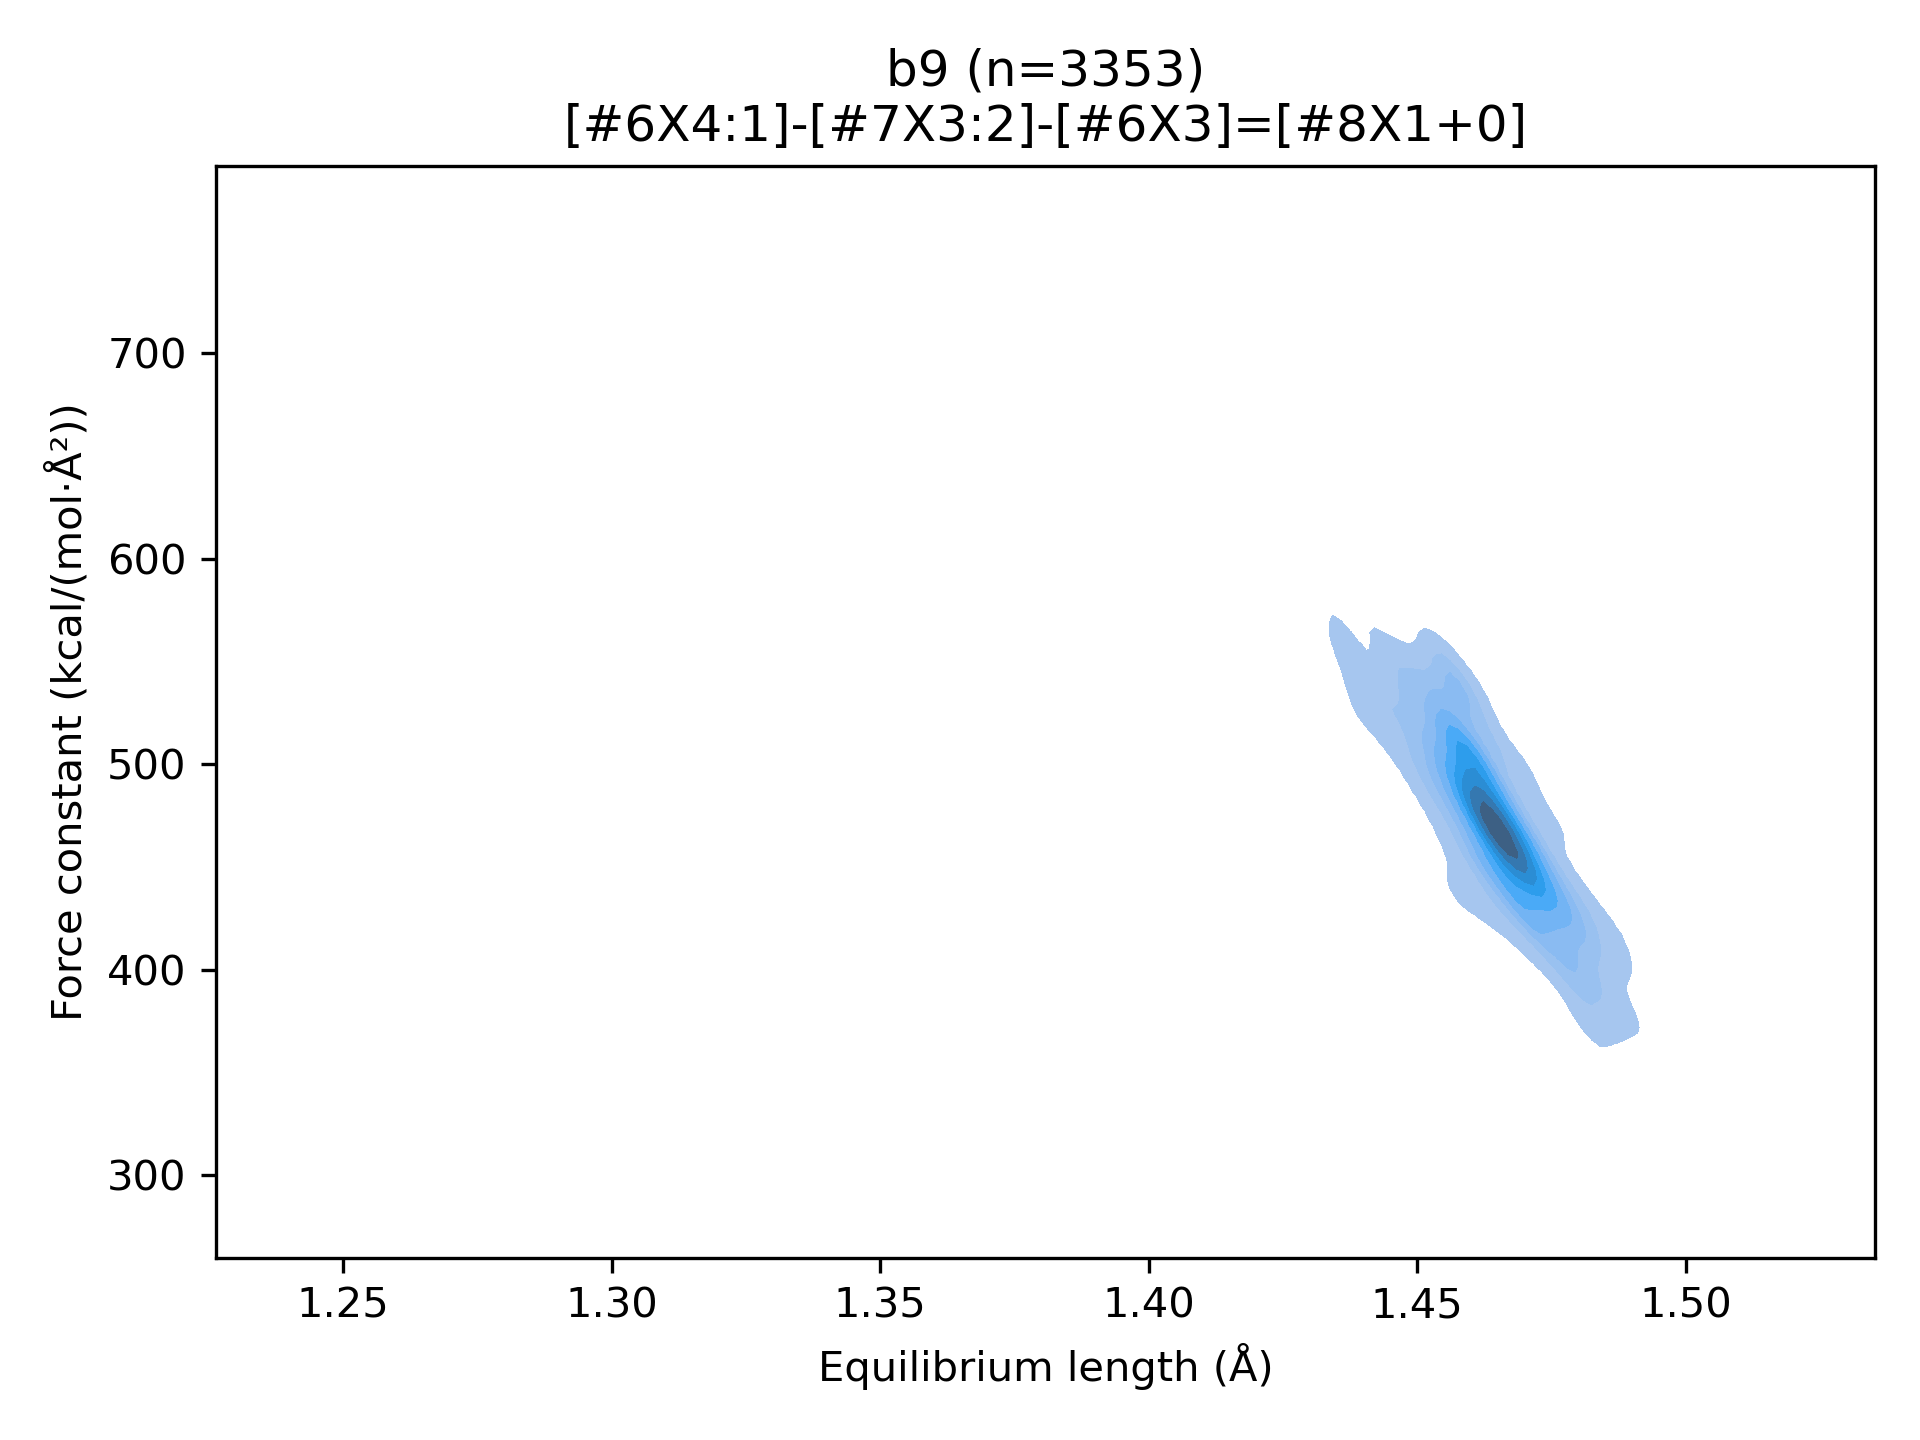 b9 (n=3353)
[#6X4:1]-[#7X3:2]-[#6X3]=[#8X1+0]
Force constant (kcal/(mol·Å²))
700
600
500
400
300
1.25 1.30 1.35 1.40 1.45 1.50
Equilibrium length (Å)